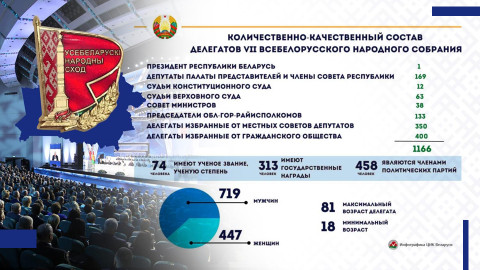 КОЛИЧЕСТВЕННО-КАЧЕСТВЕННЫЙ СОСТАВ
ДЕЛЕГАТОВ VII ВСЕБЕЛОРУССКОГО НАРОДНОГО СОБРАНИЯ
УСЕБЕЛАРУСКІ
НАРОДНЫ
СХОД
ПРЕЗИДЕНТ РЕСПУБЛИКИ БЕЛАРУСЬ 1
ДЕПУТАТЫ ПАЛАТЫ ПРЕДСТАВИТЕЛЕЙ И ЧЛЕНЫ СОВЕТА РЕСПУБЛИКИ 169
СУДЬИ КОНСТИТУЦИОННОГО СУДА 12
СУДЬИ ВЕРХОВНОГО СУДА 63
СОВЕТ МИНИСТРОВ 38
ПРЕДСЕДАТЕЛИ ОБЛ-ГОР-РАЙИСПОЛКОМОВ 133
ДЕЛЕГАТЫ ИЗБРАННЫЕ ОТ МЕСТНЫХ СОВЕТОВ ДЕПУТАТОВ 350
ДЕЛЕГАТЫ ИЗБРАННЫЕ ОТ ГРАЖДАНСКОГО ОБЩЕСТВА 400
1166
74 ЧЕЛОВЕКА
ИМЕЮТ УЧЕНОЕ ЗВАНИЕ,
УЧЕНУЮ СТЕПЕНЬ
313 ЧЕЛОВЕК
ИМЕЮТ
ГОСУДАРСТВЕННЫЕ
НАГРАДЫ
458 ЧЕЛОВЕК
ЯВЛЯЮТСЯ ЧЛЕНАМИ
ПОЛИТИЧЕСКИХ ПАРТИЙ
719 МУЖЧИН
447 ЖЕНЩИН
81 МАКСИМАЛЬНЫЙ
ВОЗРАСТ ДЕЛЕГАТА
18 МИНИМАЛЬНЫЙ
ВОЗРАСТ
Инфографика ЦИК Беларуси